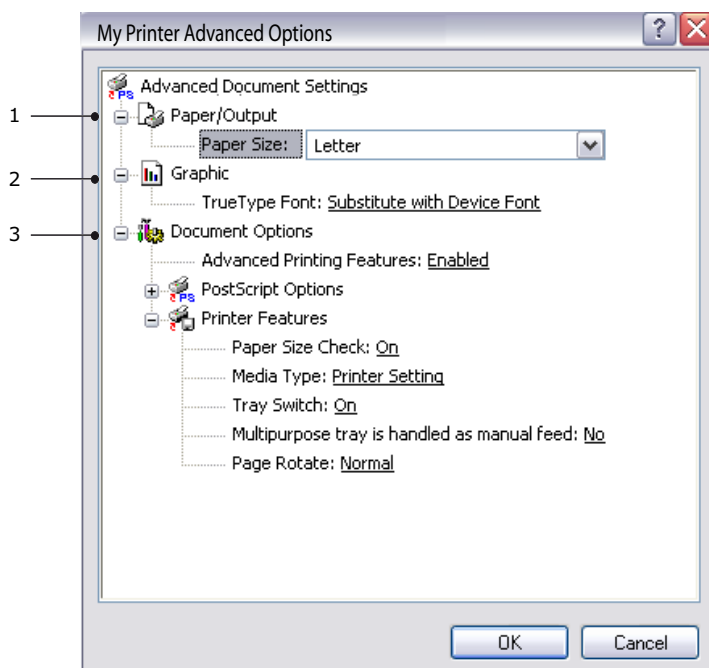 My Printer Advanced Options
?
Advanced Document Settings
1
Paper/Output
Paper Size: Letter
2
Graphic
TrueType Font: Substitute with Device Font
3
Document Options
Advanced Printing Features: Enabled
PS PostScript Options
Printer Features
Paper Size Check: On
Media Type: Printer Setting
Tray Switch: On
Multipurpose tray is handled as manual feed: No
Page Rotate: Normal
OK Cancel